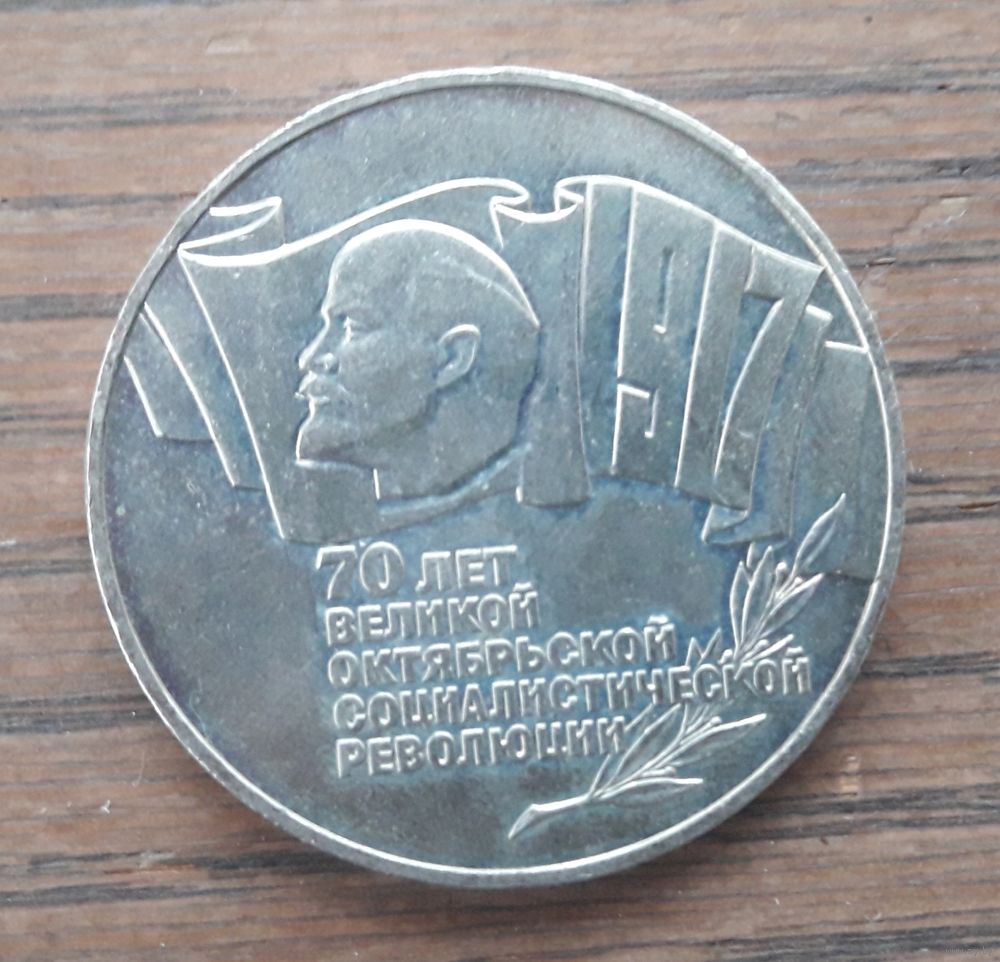 1917
70 ЛЕТ
ВЕЛИКОЙ
ОКТЯБРЬСКОЙ
СОЦИАЛИСТИЧЕСКОЙ
РЕВОЛЮЦИИ